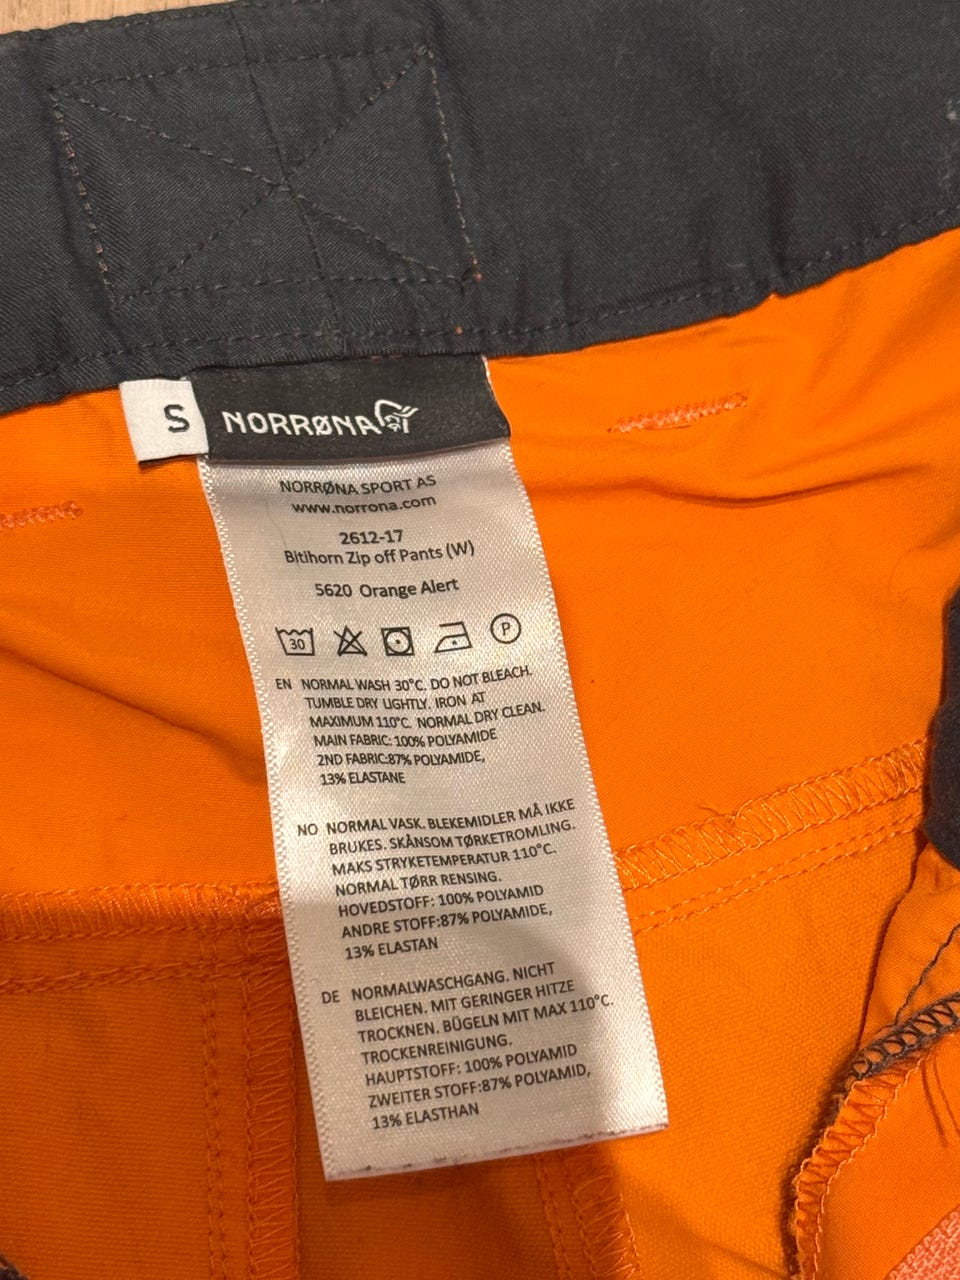 S
NORRØNA
NORRØNA SPORT AS
www.norrona.com
2612-17
Bitihorn Zip off Pants (W)
5620 Orange Alert
30
P
EN NORMAL WASH 30°C. DO NOT BLEACH.
TUMBLE DRY LIGHTLY. IRON AT
MAXIMUM 110°C. NORMAL DRY CLEAN.
MAIN FABRIC: 100% POLYAMIDE
2ND FABRIC:87% POLYAMIDE,
13% ELASTANE
NO NORMAL VASK. BLEKEMIDLER MÅ IKKE
BRUKES. SKÅNSOM TØRKETROMLING.
MAKS STRYKETEMPERATUR 110°C.
NORMAL TØRR RENSING.
HOVEDSTOFF: 100% POLYAMID
ANDRE STOFF:87% POLYAMIDE,
13% ELASTAN
DE NORMALWASCHGANG. NICHT
BLEICHEN. MIT GERINGER HITZE
TROCKNEN. BÜGELN MIT MAX 110°C.
TROCKENREINIGUNG.
HAUPTSTOFF: 100% POLYAMID
ZWEITER STOFF:87% POLYAMID,
13% ELASTHAN